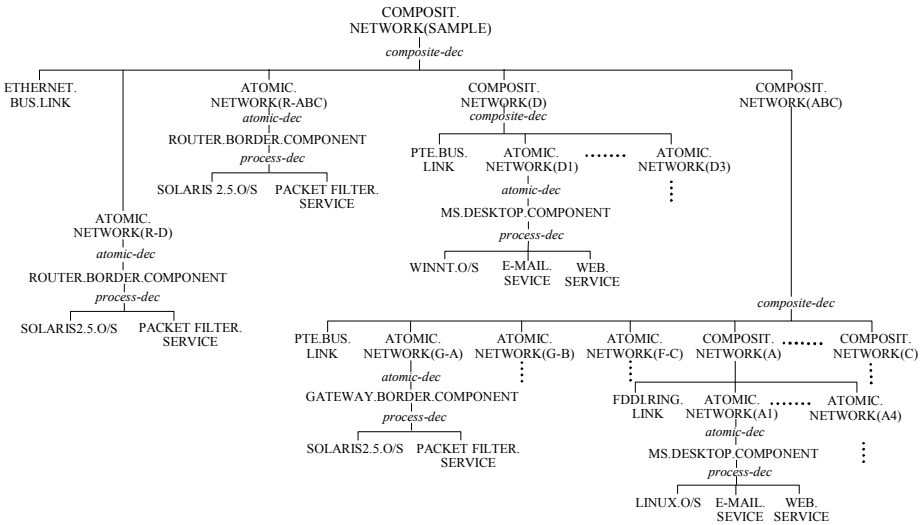 COMPOSIT.
NETWORK(SAMPLE)
composite-dec
ETHERNET.
BUS.LINK
ATOMIC.
NETWORK(R-ABC)
atomic-dec
ROUTER.BORDER.COMPONENT
process-dec
SOLARIS 2.5.O/S
PACKET FILTER.
SERVICE
COMPOSIT.
NETWORK(D)
composite-dec
PTE.BUS.
LINK
ATOMIC.
NETWORK(D1)
ATOMIC.
NETWORK(D3)
atomic-dec
MS.DESKTOP.COMPONENT
process-dec
WINNT.O/S
E-MAIL.
SEVICE
WEB.
SERVICE
COMPOSIT.
NETWORK(ABC)
ATOMIC.
NETWORK(R-D)
atomic-dec
ROUTER.BORDER.COMPONENT
process-dec
SOLARIS2.5.O/S
PACKET FILTER.
SERVICE
composite-dec
PTE.BUS.
LINK
ATOMIC.
NETWORK(G-A)
ATOMIC.
NETWORK(G-B)
ATOMIC.
NETWORK(F-C)
COMPOSIT.
NETWORK(A)
COMPOSIT.
NETWORK(C)
atomic-dec
GATEWAY.BORDER.COMPONENT
process-dec
SOLARIS2.5.O/S
PACKET FILTER.
SERVICE
FDDI.RING.
LINK
ATOMIC.
NETWORK(A1)
ATOMIC.
NETWORK(A4)
atomic-dec
MS.DESKTOP.COMPONENT
process-dec
LINUX.O/S
E-MAIL.
SEVICE
WEB.
SERVICE